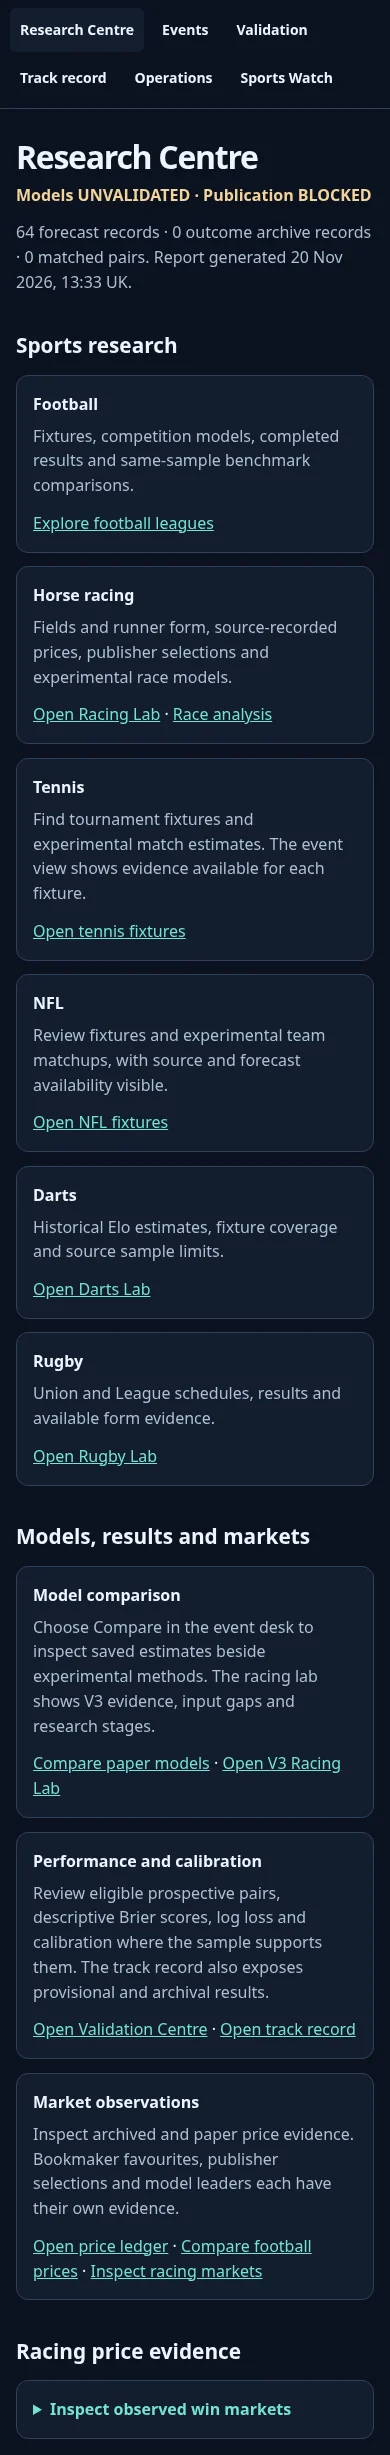 Research Centre Events Validation
Track record Operations Sports Watch
Research Centre
Models UNVALIDATED · Publication BLOCKED
64 forecast records · 0 outcome archive records
· 0 matched pairs. Report generated 20 Nov
2026, 13:33 UK.
Sports research
Football
Fixtures, competition models, completed
results and same-sample benchmark
comparisons.
Explore football leagues
Horse racing
Fields and runner form, source-recorded
prices, publisher selections and
experimental race models.
Open Racing Lab · Race analysis
Tennis
Find tournament fixtures and
experimental match estimates. The event
view shows evidence available for each
fixture.
Open tennis fixtures
NFL
Review fixtures and experimental team
matchups, with source and forecast
availability visible.
Open NFL fixtures
Darts
Historical Elo estimates, fixture coverage
and source sample limits.
Open Darts Lab
Rugby
Union and League schedules, results and
available form evidence.
Open Rugby Lab
Models, results and markets
Model comparison
Choose Compare in the event desk to
inspect saved estimates beside
experimental methods. The racing lab
shows V3 evidence, input gaps and
research stages.
Compare paper models · Open V3 Racing
Lab
Performance and calibration
Review eligible prospective pairs,
descriptive Brier scores, log loss and
calibration where the sample supports
them. The track record also exposes
provisional and archival results.
Open Validation Centre · Open track record
Market observations
Inspect archived and paper price evidence.
Bookmaker favourites, publisher
selections and model leaders each have
their own evidence.
Open price ledger · Compare football
prices · Inspect racing markets
Racing price evidence
Inspect observed win markets